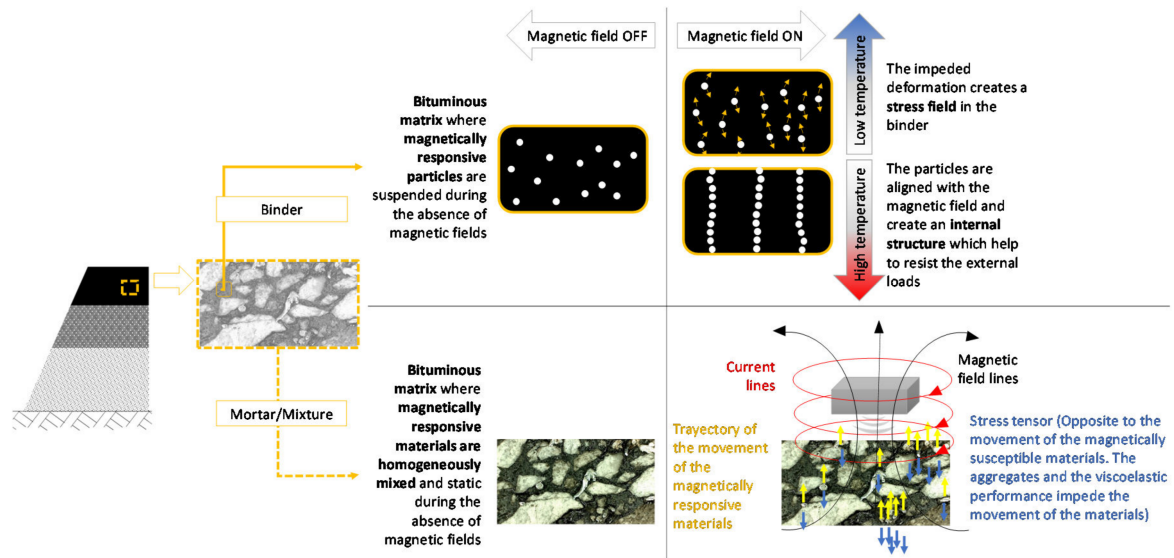 Magnetic field OFF
Magnetic field ON
Low temperature
The impeded
deformation creates a
stress field in the
binder
Bituminous
matrix where
magnetically
responsive
particles are
suspended during
the absence of
magnetic fields
High temperature
The particles are
aligned with the
magnetic field and
create an internal
structure which help
to resist the external
loads
Binder
Mortar/Mixture
Bituminous
matrix where
magnetically
responsive
materials are
homogeneously
mixed and static
during the
absence of
magnetic fields
Current
lines
Magnetic
field lines
Trajectory of
the movement
of the
magnetically
responsive
materials
Stress tensor (Opposite to the
movement of the magnetically
susceptible materials. The
aggregates and the viscoelastic
performance impede the
movement of the materials)